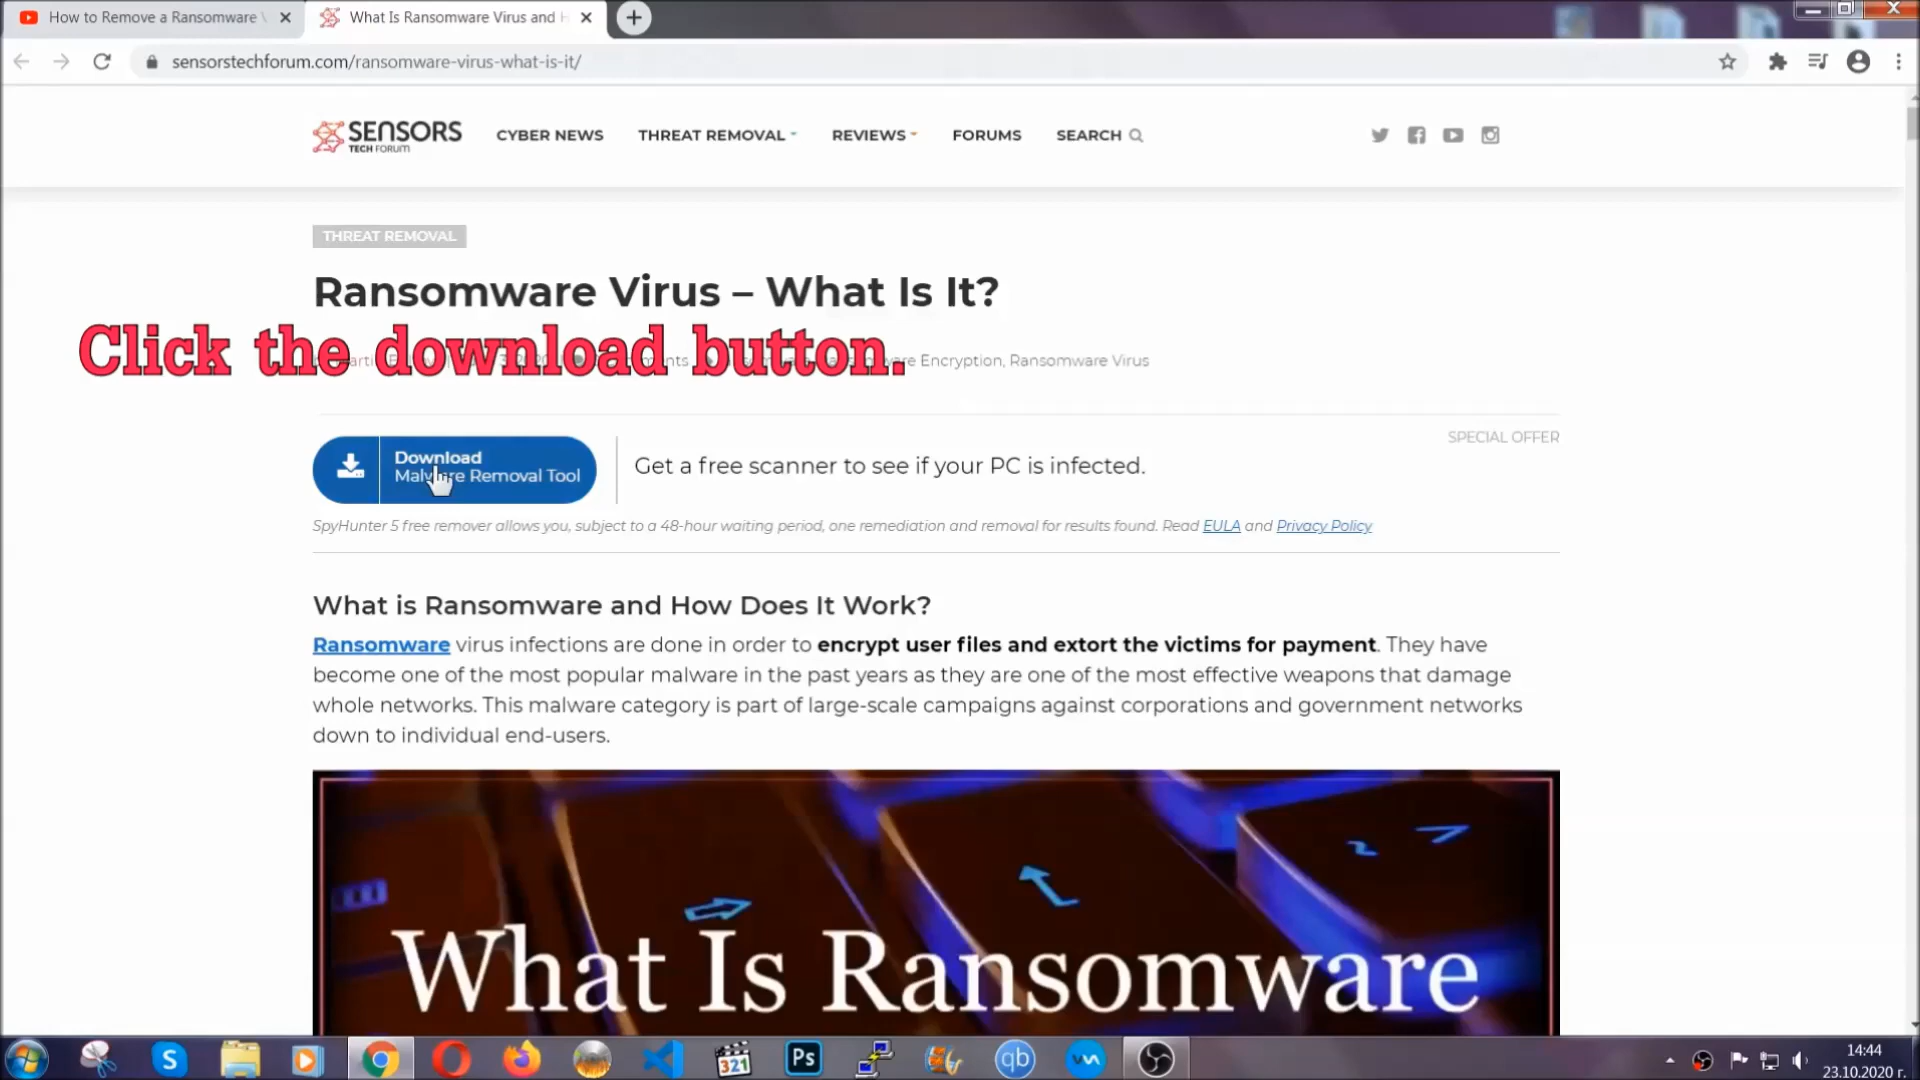 How to Remove a Ransomware
What Is Ransomware Virus and
sensorstechforum.com/ransomware-virus-what-is-it/
SENSORS
TECH FORUM
CYBER NEWS THREAT REMOVAL REVIEWS FORUMS SEARCH
THREAT REMOVAL
Ransomware Virus – What Is It?
Click the download button.
Encryption, Ransomware Virus
SPECIAL OFFER
Download
Malware Removal Tool
Get a free scanner to see if your PC is infected.
SpyHunter 5 free remover allows you, subject to a 48-hour waiting period, one remediation and removal for results found. Read EULA and Privacy Policy
What is Ransomware and How Does It Work?
Ransomware virus infections are done in order to encrypt user files and extort the victims for payment. They have
become one of the most popular malware in the past years as they are one of the most effective weapons that damage
whole networks. This malware category is part of large-scale campaigns against corporations and government networks
down to individual end-users.
What Is Ransomware
S
321
Ps
qb
14:44
23.10.2020 г.